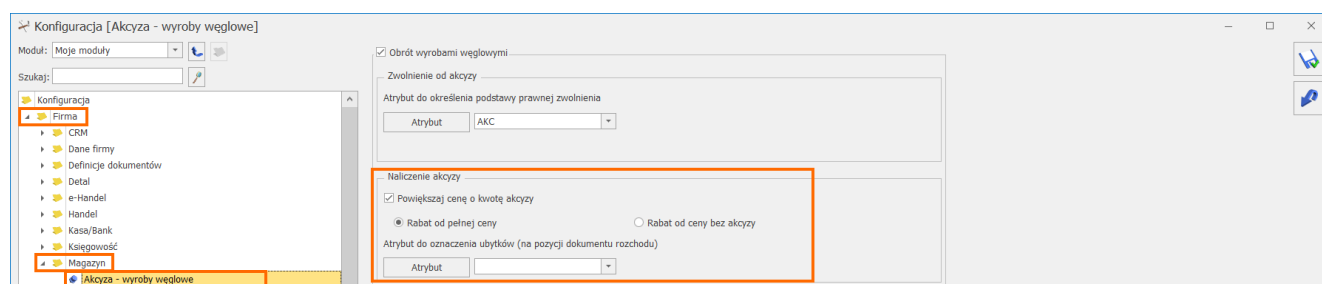 Konfiguracja [Akcyza - wyroby węglowe]
Moduł: Moje moduły
Szukaj:
Konfiguracja
Firma
CRM
Dane firmy
Definicje dokumentów
Detal
e-Handel
Handel
Kasa/Bank
Księgowość
Magazyn
Akcyza - wyroby węglowe
Obrót wyrobami węglowymi
Zwolnienie od akcyzy
Atrybut do określenia podstawy prawnej zwolnienia
Atrybut AKC
Naliczenie akcyzy
Powiększaj cenę o kwotę akcyzy
Rabat od pełnej ceny Rabat od ceny bez akcyzy
Atrybut do oznaczenia ubytków (na pozycji dokumentu rozchodu)
Atrybut